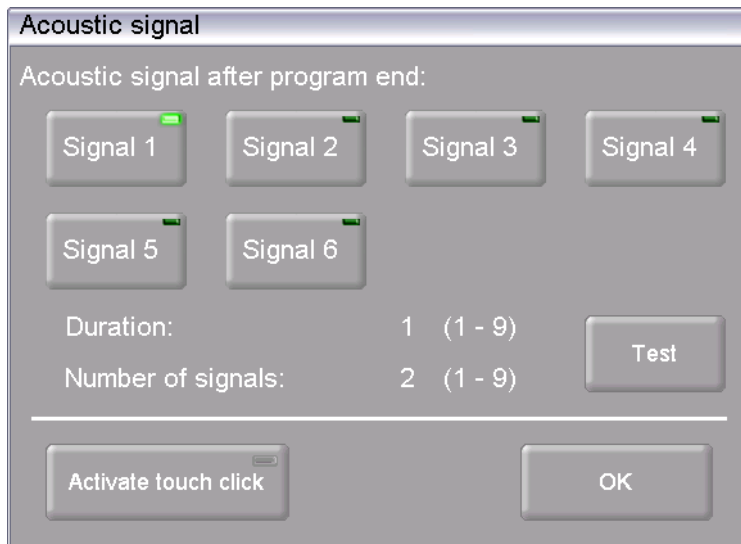 Acoustic signal
Acoustic signal after program end:
Signal 1 Signal 2 Signal 3 Signal 4
Signal 5 Signal 6
Duration: 1 (1 - 9)
Test
Number of signals: 2 (1 - 9)
Activate touch click OK